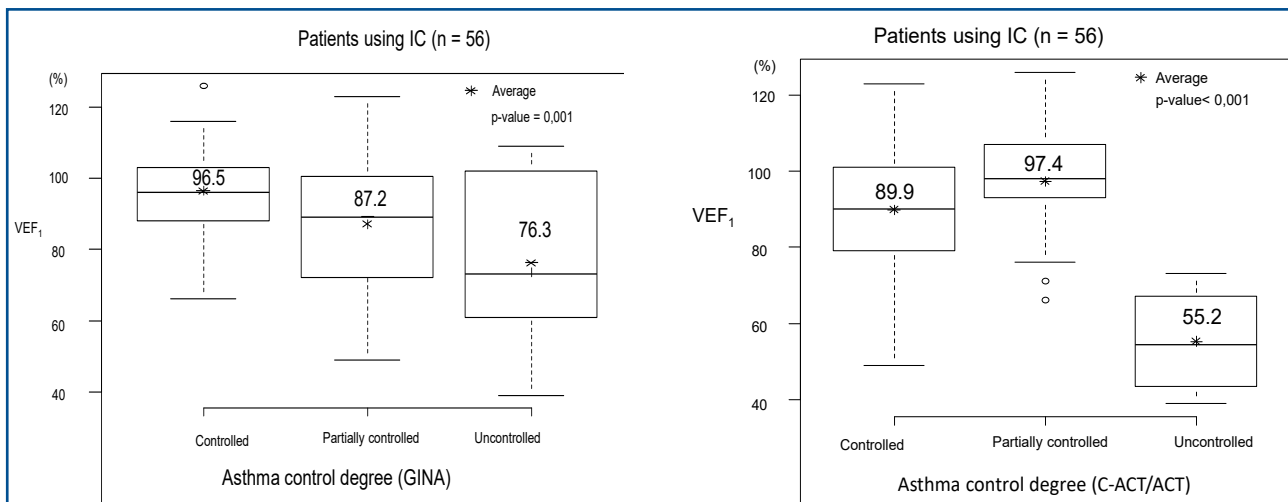 Patients using IC (n = 56)
(%)
Average
p-value = 0,001
120
100
80
60
40
VEF1
96.5
87.2
76.3
Controlled
Partially controlled
Uncontrolled
Asthma control degree (GINA)
Patients using IC (n = 56)
(%)
Average
p-value< 0,001
120
100
80
60
40
VEF1
89.9
97.4
55.2
Controlled
Partially controlled
Uncontrolled
Asthma control degree (C-ACT/ACT)